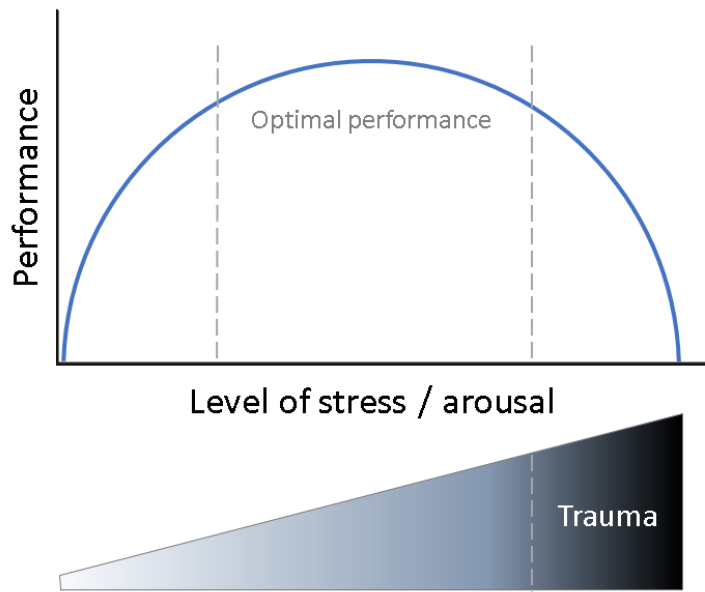 Optimal performance
Performance
Level of stress / arousal
Trauma